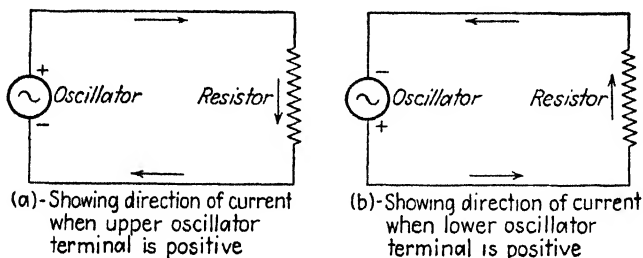 +
Oscillator
−
Resistor
(a)-Showing direction of current
when upper oscillator
terminal is positive
−
Oscillator
+
Resistor
(b)-Showing direction of current
when lower oscillator
terminal is positive